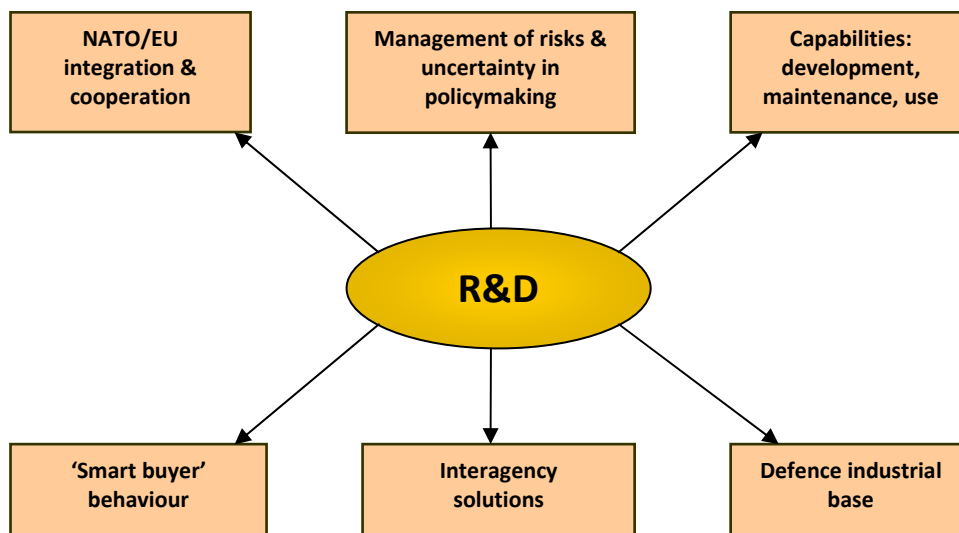 NATO/EU
integration &
cooperation
Management of risks &
uncertainty in
policymaking
Capabilities:
development,
maintenance, use
R&D
‘Smart buyer’
behaviour
Interagency
solutions
Defence industrial
base